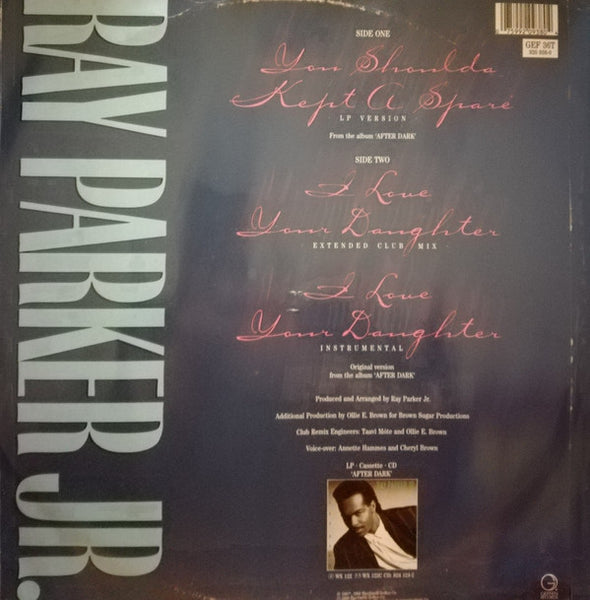 RAY PARKER JR.
SIDE ONE
You Shoulda
Kept A Spare
LP VERSION
From the album 'AFTER DARK'
SIDE TWO
I Love
Your Daughter
EXTENDED CLUB MIX
I Love
Your Daughter
INSTRUMENTAL
Original version
from the album 'AFTER DARK'
Produced and Arranged by Ray Parker Jr.
Additional Production by Ollie E. Brown for Brown Sugar Productions
Club Remix Engineers: Taavi Mote and Ollie E. Brown
Voice-over: Annette Hammes and Cheryl Brown
LP · Cassette · CD
'AFTER DARK'
GEF 36T